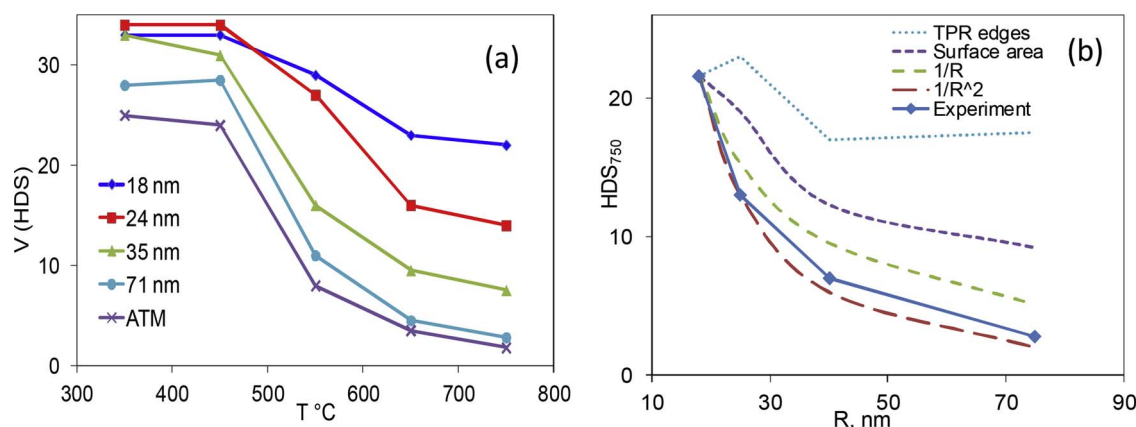 (a)
V (HDS)
30
20
10
0
18 nm
24 nm
35 nm
71 nm
ATM
300 400 500 600 700 800
T °C
(b)
TPR edges
Surface area
1/R
1/R^2
Experiment
HDS750
20
10
0
10 30 50 70 90
R, nm